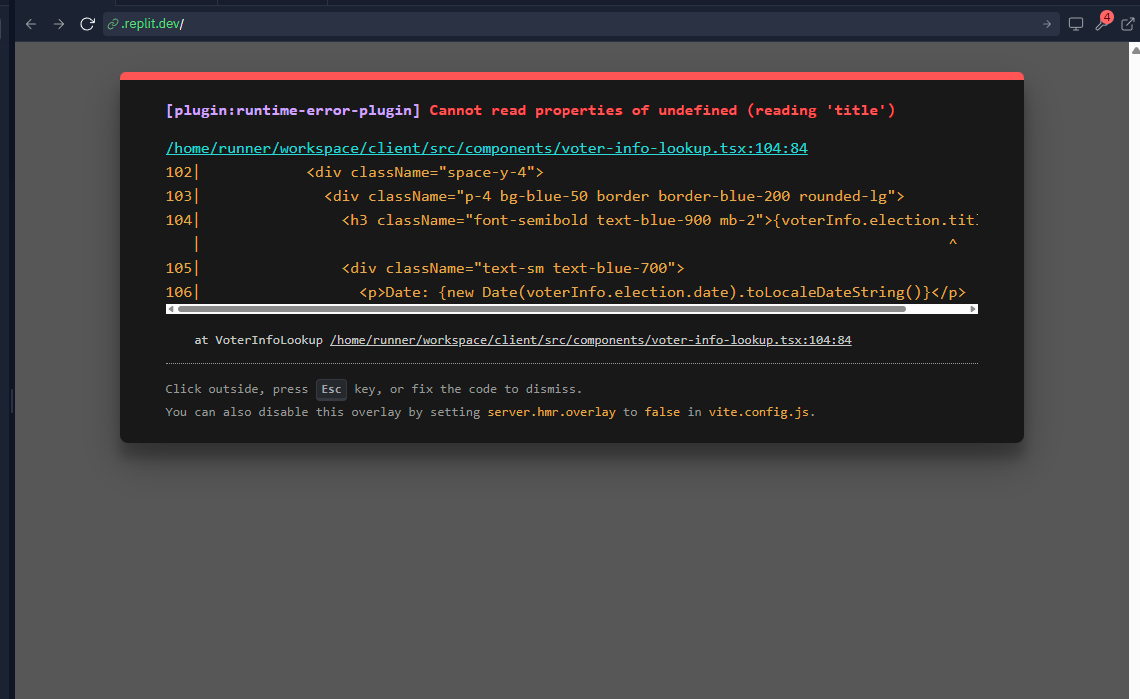 .replit.dev/
4
[plugin:runtime-error-plugin] Cannot read properties of undefined (reading 'title')
/home/runner/workspace/client/src/components/voter-info-lookup.tsx:104:84
102| <div className="space-y-4">
103| <div className="p-4 bg-blue-50 border border-blue-200 rounded-lg">
104| <h3 className="font-semibold text-blue-900 mb-2">{voterInfo.election.titl
| ^
105| <div className="text-sm text-blue-700">
106| <p>Date: {new Date(voterInfo.election.date).toLocaleDateString()}</p>
at VoterInfoLookup /home/runner/workspace/client/src/components/voter-info-lookup.tsx:104:84
Click outside, press Esc key, or fix the code to dismiss.
You can also disable this overlay by setting server.hmr.overlay to false in vite.config.js.